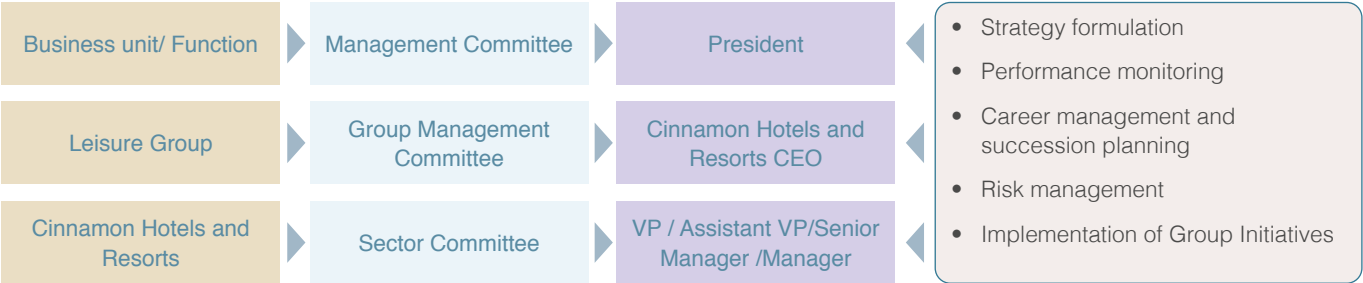 Business unit/ Function
Management Committee
President
Leisure Group
Group Management
Committee
Cinnamon Hotels and
Resorts CEO
Cinnamon Hotels and
Resorts
Sector Committee
VP / Assistant VP/Senior
Manager /Manager
• Strategy formulation
• Performance monitoring
• Career management and
succession planning
• Risk management
• Implementation of Group Initiatives